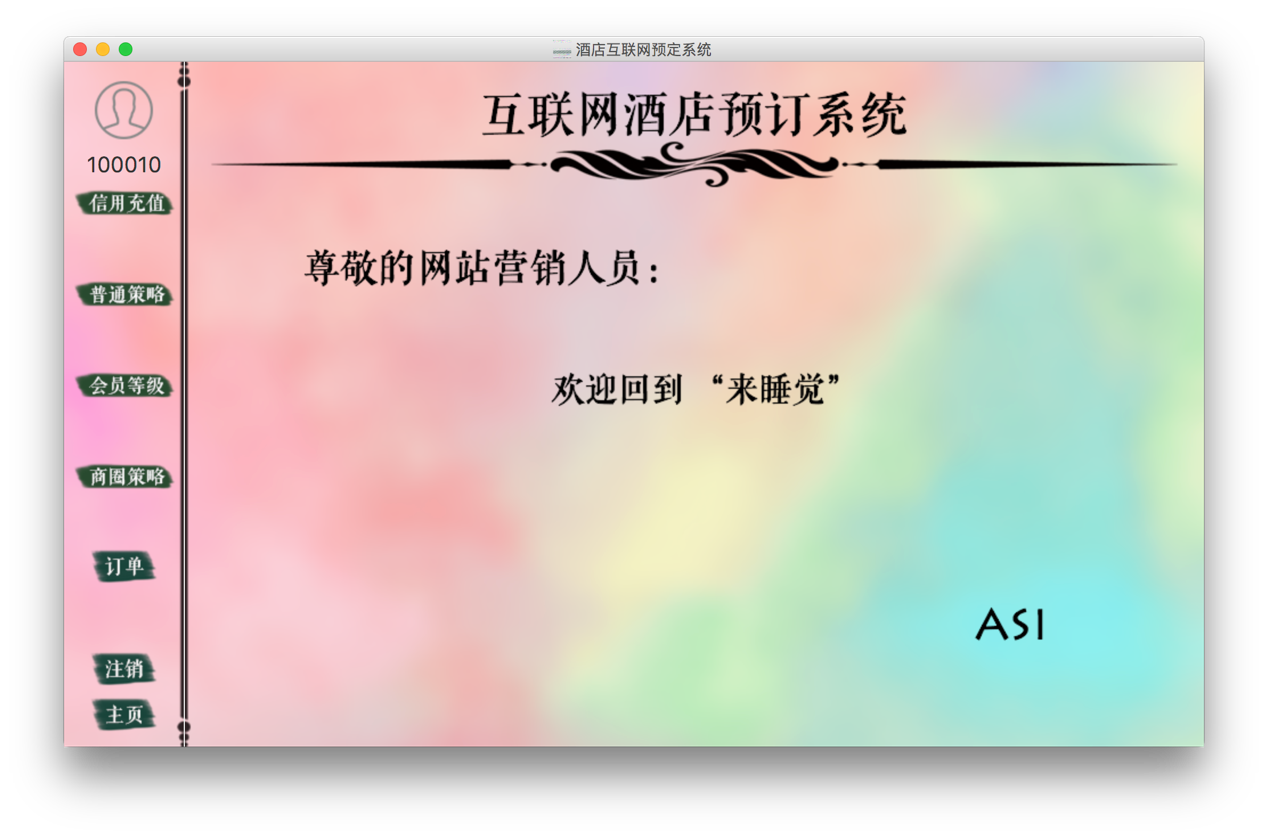 酒店互联网预定系统
互联网酒店预订系统
100010
信用充值
普通策略
会员等级
商圈策略
订单
注销
主页
尊敬的网站营销人员：
欢迎回到 “来睡觉”
ASI